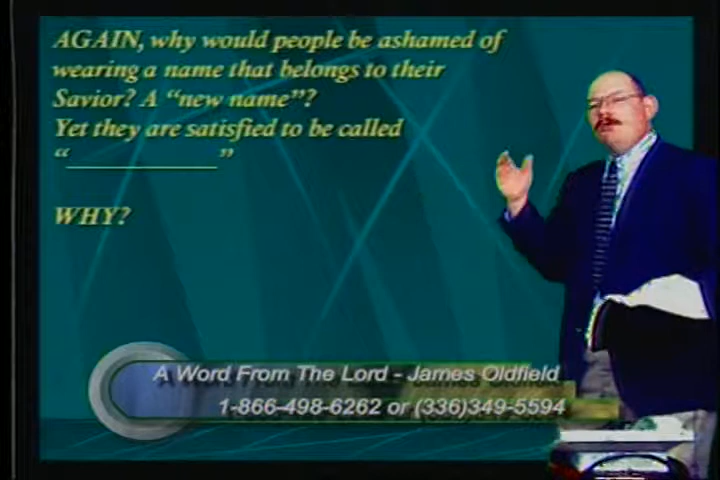 AGAIN, why would people be ashamed of
wearing a name that belongs to their
Savior? A “new name”?
Yet they are satisfied to be called
“____________”
WHY?
A Word From The Lord - James Oldfield
1-866-498-6262 or (336)349-5594